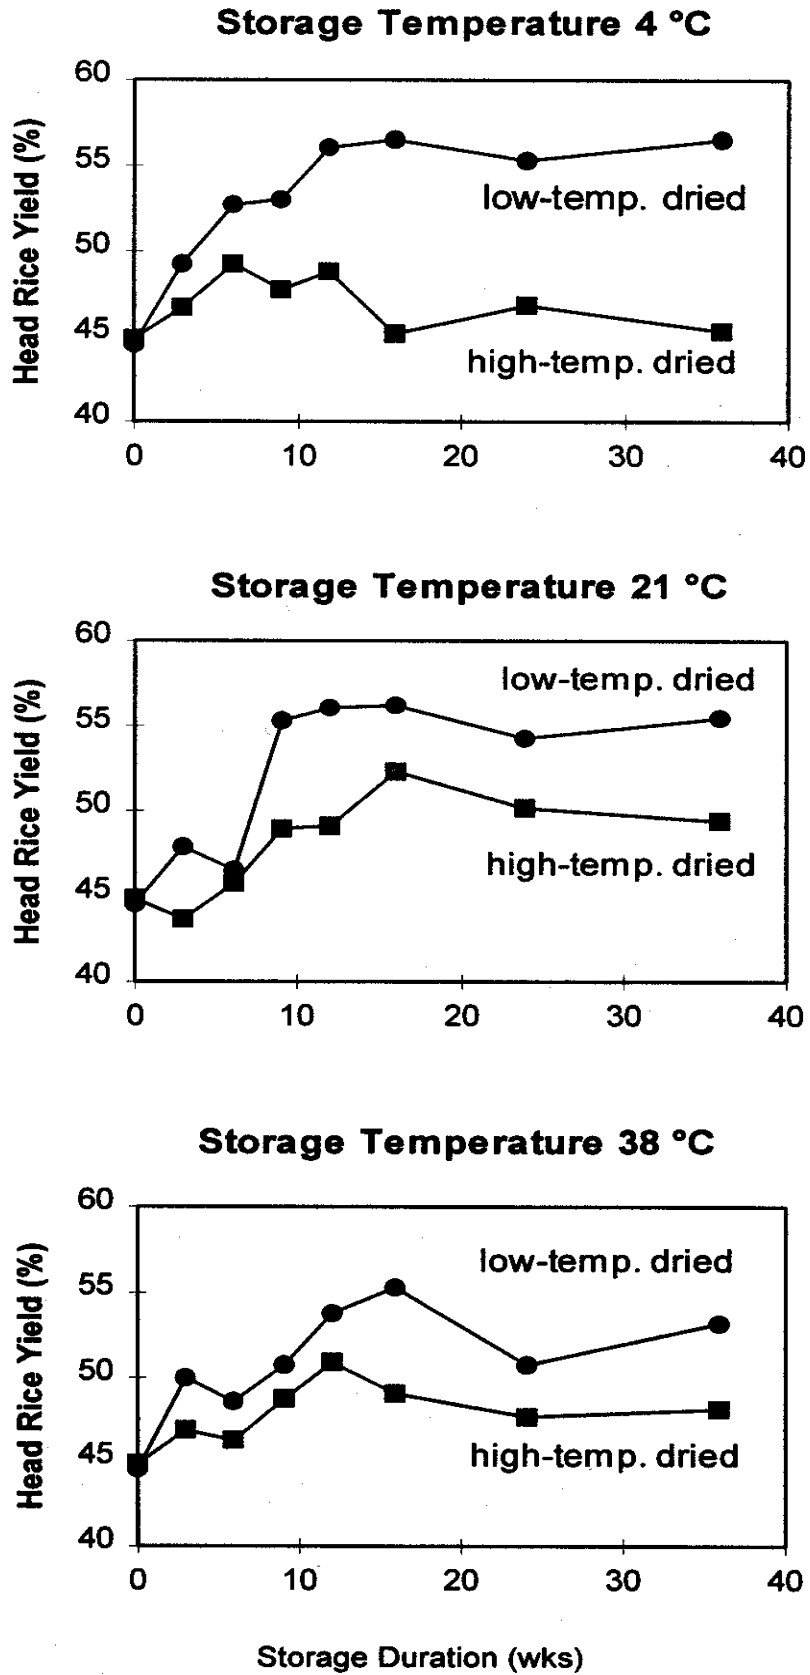 Storage Temperature 4 °C
Head Rice Yield (%)
60
55
50
45
40
low-temp. dried
high-temp. dried
0 10 20 30 40
Storage Temperature 21 °C
Head Rice Yield (%)
60
55
50
45
40
low-temp. dried
high-temp. dried
0 10 20 30 40
Storage Temperature 38 °C
Head Rice Yield (%)
60
55
50
45
40
low-temp. dried
high-temp. dried
0 10 20 30 40
Storage Duration (wks)